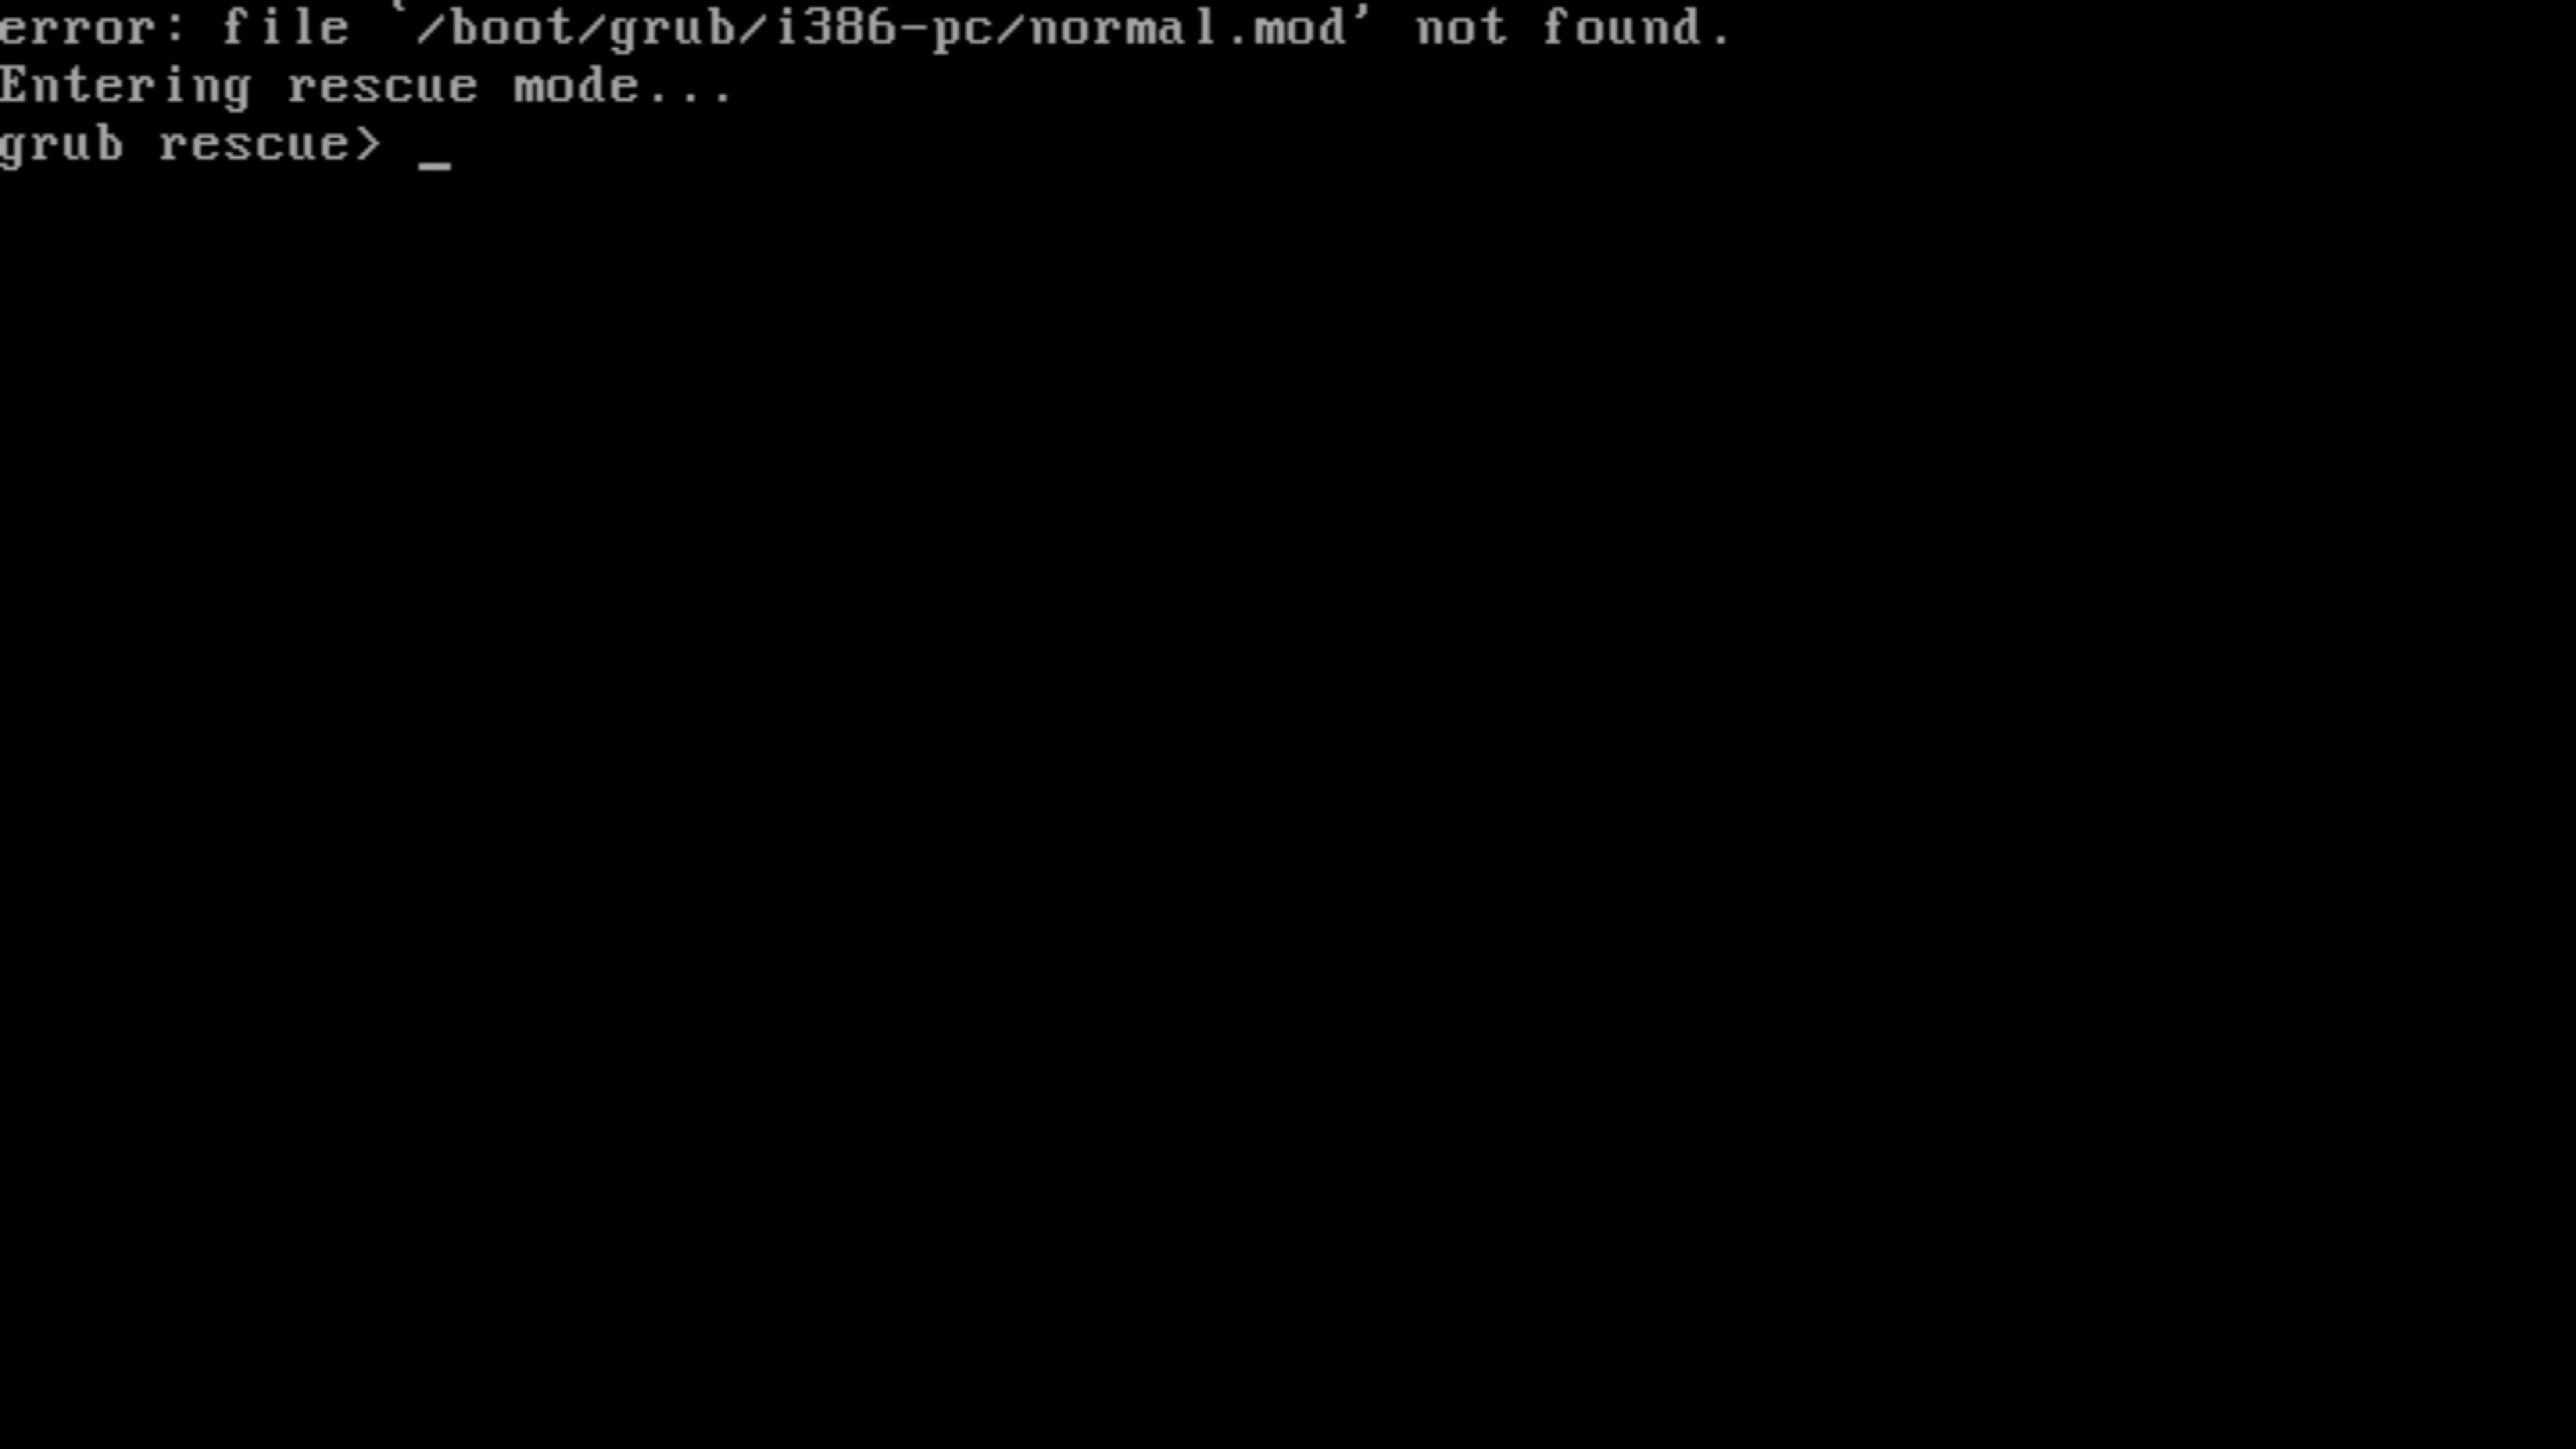 error: file `/boot/grub/i386-pc/normal.mod' not found.
Entering rescue mode...
grub rescue> _